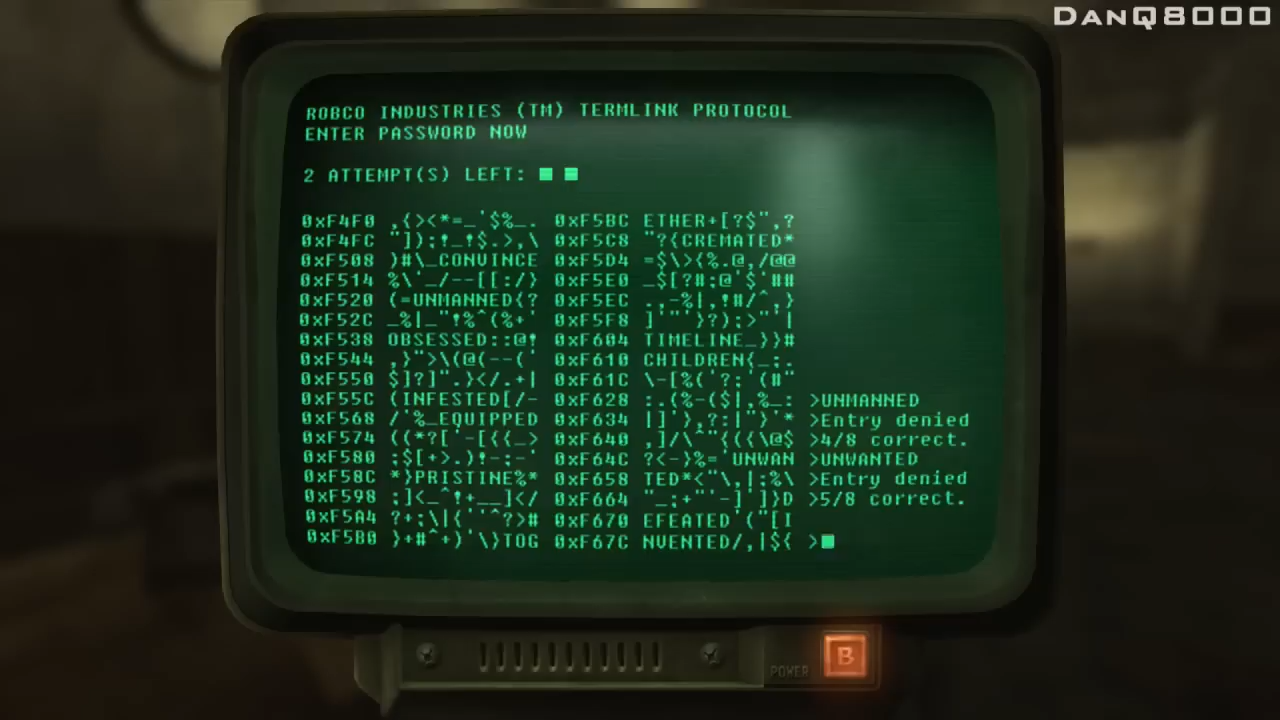 DanQ8000
ROBCO INDUSTRIES (TM) TERMLINK PROTOCOL
ENTER PASSWORD NOW
2 ATTEMPT(S) LEFT: ■ ■
0xF4F0 ,{><*=_'$%_. 0xF5BC ETHER+[?$",?
0xF4FC "]);!_!$.>,\ 0xF5C8 "?{CREMATED*
0xF508 )#\_CONVINCE 0xF5D4 =$\>{%.@,/@@
0xF514 %\'_/--[[:/} 0xF5E0 _$[?#;@'$'##
0xF520 (=UNMANNED{? 0xF5EC .,-%|,!#/^,}
0xF52C _%|_"!%^(%+' 0xF5F8 ]'"'}?);>"'|
0xF538 OBSESSED::@! 0xF604 TIMELINE_}}#
0xF544 ,}">\(@(--(' 0xF610 CHILDREN{_;.
0xF550 $]?]".}</.+| 0xF61C \-[%('?:'(#"
0xF55C (INFESTED[/- 0xF628 :.(%-($|,%_: >UNMANNED
0xF568 /'%_EQUIPPED 0xF634 |]'},?:|"}'* >Entry denied
0xF574 ((*?['-[{{_> 0xF640 ,]/\^"{({\@$ >4/8 correct.
0xF580 ;$[+>.)!-;-' 0xF64C ?<-}%='UNWAN >UNWANTED
0xF58C *}PRISTINE%* 0xF658 TED*<"\,|:%\ >Entry denied
0xF598 ;]<_^!+__]</ 0xF664 "_;+"'-]']}D >5/8 correct.
0xF5A4 ?+;\|{''^?># 0xF670 EFEATED'("[I
0xF5B0 }+#^+)'\}TOG 0xF67C NVENTED/,|${ >■
POWER
B